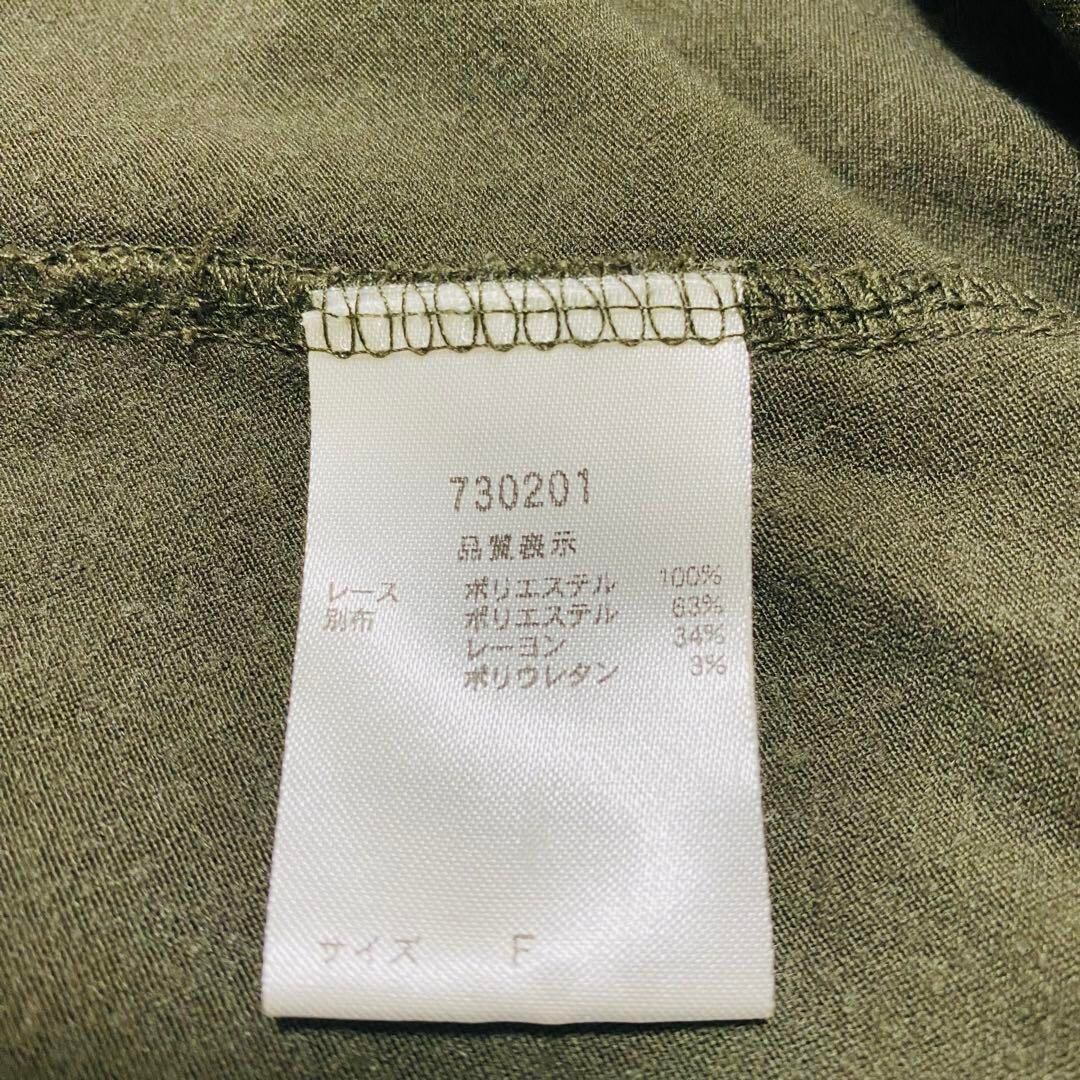 730201
品質表示
レース ポリエステル 100%
別布 ポリエステル 63%
レーヨン 34%
ポリウレタン 3%
サイズ F